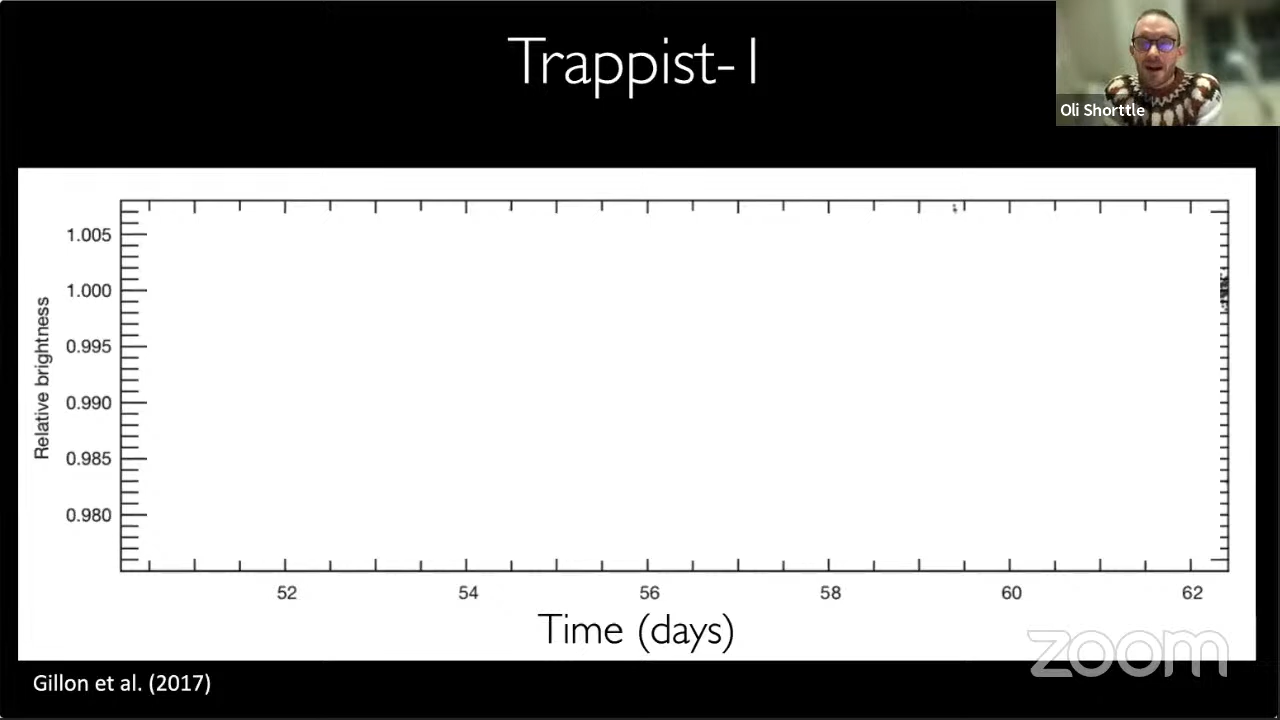 Trappist-1
Oli Shorttle
1.005
1.000
0.995
0.990
0.985
0.980
Relative brightness
52 54 56 58 60 62
Time (days)
zoom
Gillon et al. (2017)